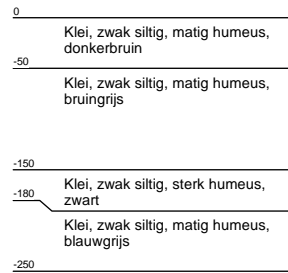 0
Klei, zwak siltig, matig humeus,
donkerbruin
-50
Klei, zwak siltig, matig humeus,
bruingrijs
-150
Klei, zwak siltig, sterk humeus,
-180
zwart
Klei, zwak siltig, matig humeus,
blauwgrijs
-250